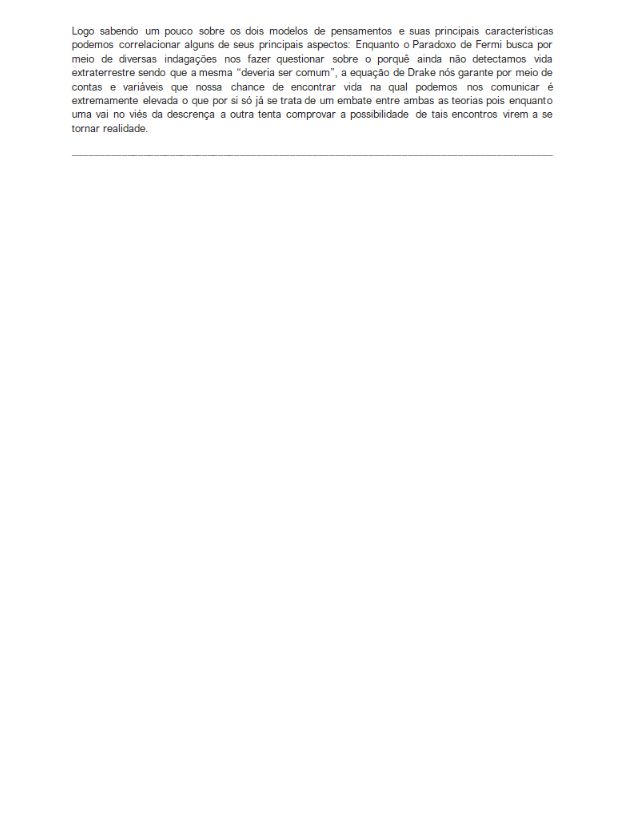 Logo sabendo um pouco sobre os dois modelos de pensamentos e suas principais características
podemos correlacionar alguns de seus principais aspectos: Enquanto o Paradoxo de Fermi busca por
meio de diversas indagações nos fazer questionar sobre o porquê ainda não detectamos vida
extraterrestre sendo que a mesma “deveria ser comum”, a equação de Drake nós garante por meio de
contas e variáveis que nossa chance de encontrar vida na qual podemos nos comunicar é
extremamente elevada o que por si só já se trata de um embate entre ambas as teorias pois enquanto
uma vai no viés da descrença a outra tenta comprovar a possibilidade de tais encontros virem a se
tornar realidade.